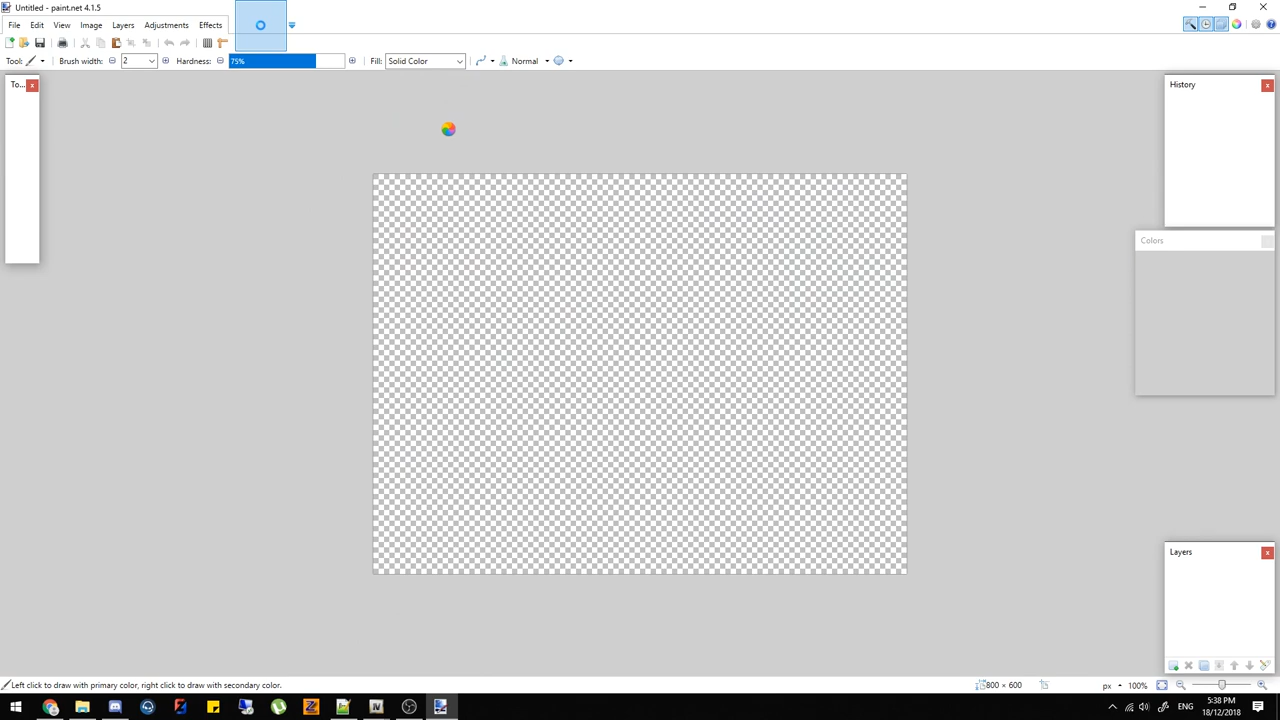 Untitled - paint.net 4.1.5
File Edit View Image Layers Adjustments Effects
Tool: Brush width: 2 Hardness: 75% Fill: Solid Color Normal
To...
History
Colors
Layers
Left click to draw with primary color, right click to draw with secondary color.
800 × 600
px
100%
ENG
5:38 PM
18/12/2018